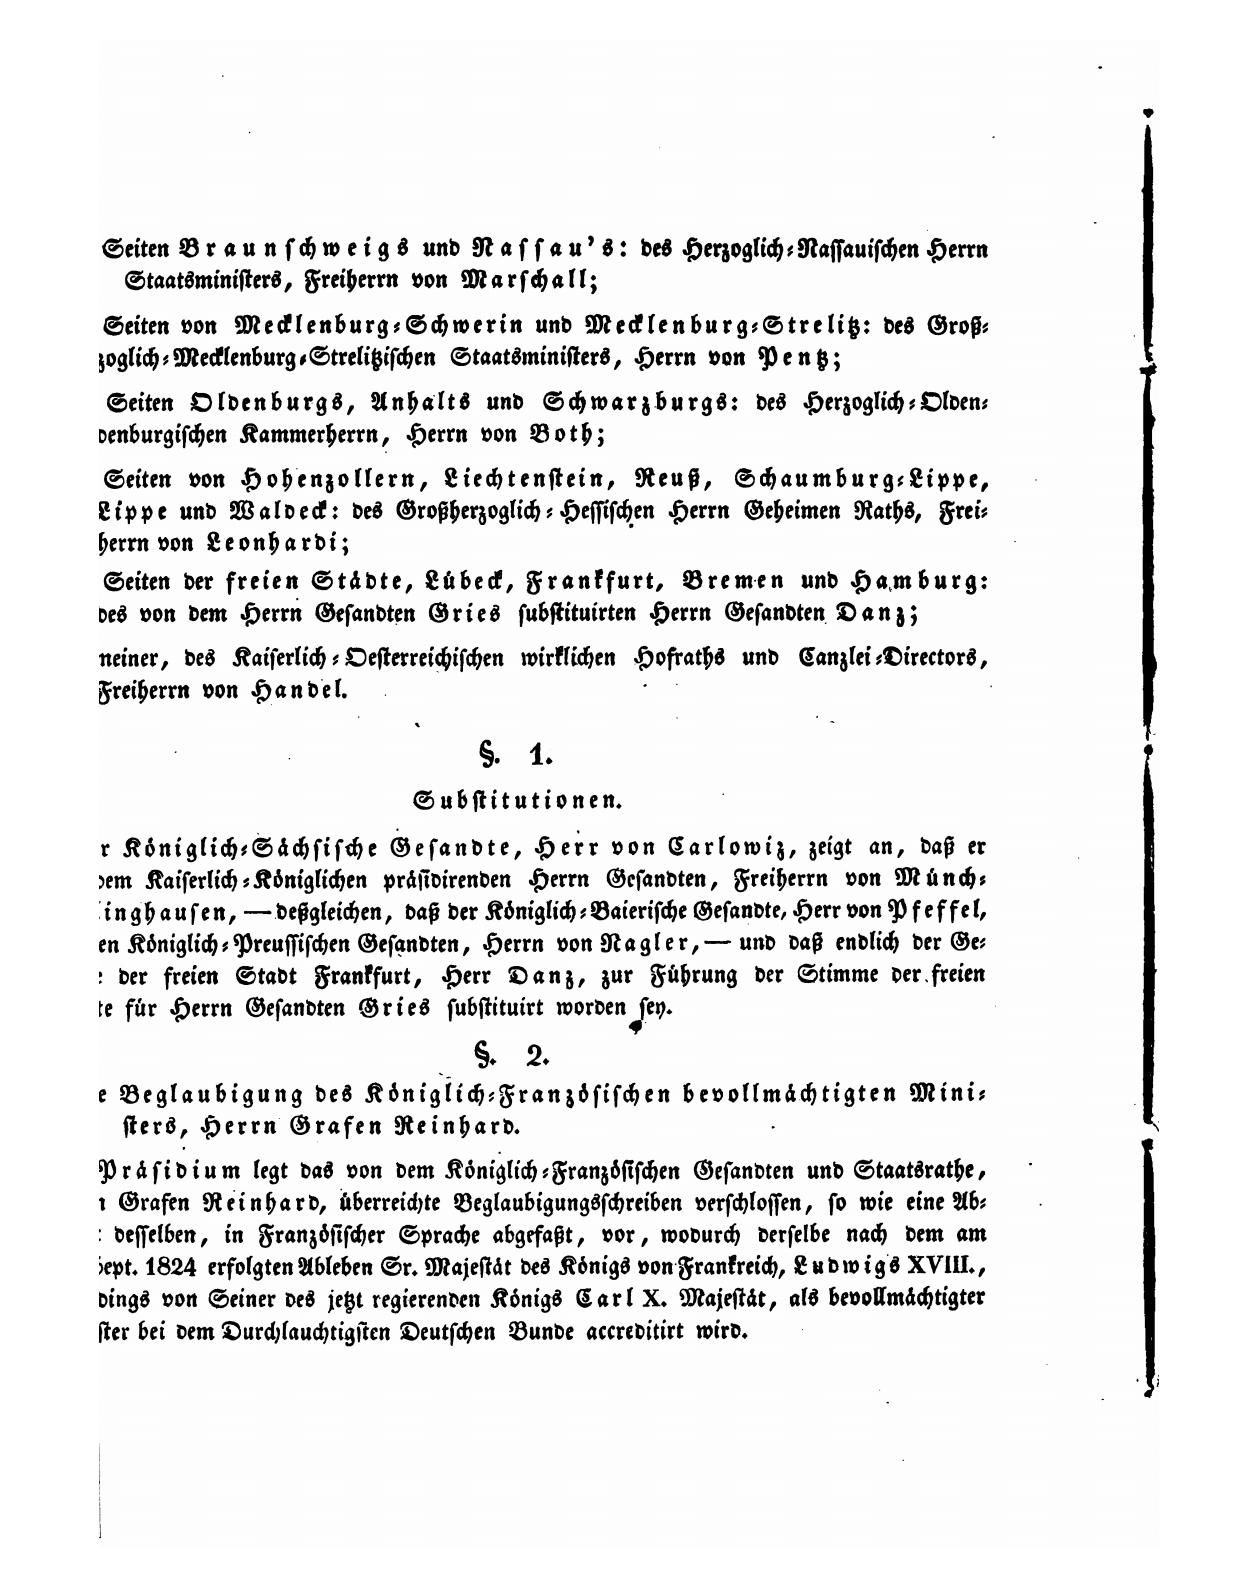 Seiten Braunschweigs und Nassau's: des Herzoglich-Nassauischen Herrn
Staatsministers, Freiherrn von Marschall;
Seiten von Mecklenburg-Schwerin und Mecklenburg-Strelitz: des Groß-
zoglich-Mecklenburg-Strelitzischen Staatsministers, Herrn von Pentz;
Seiten Oldenburgs, Anhalts und Schwarzburgs: des Herzoglich-Olden-
denburgischen Kammerherrn, Herrn von Both;
Seiten von Hohenzollern, Liechtenstein, Reuß, Schaumburg-Lippe,
Lippe und Waldeck: des Großherzoglich-Hessischen Herrn Geheimen Raths, Frei-
herrn von Leonhardi;
Seiten der freien Städte, Lübeck, Frankfurt, Bremen und Hamburg:
des von dem Herrn Gesandten Gries substituirten Herrn Gesandten Danz;
meiner, des Kaiserlich-Oesterreichischen wirklichen Hofraths und Canzlei-Directors,
Freiherrn von Handel.
§. 1.
Substitutionen.
r Königlich-Sächsische Gesandte, Herr von Carlowiz, zeigt an, daß er
dem Kaiserlich-Königlichen präsidirenden Herrn Gesandten, Freiherrn von Münch-
inghausen, — deßgleichen, daß der Königlich-Baierische Gesandte, Herr von Pfeffel,
en Königlich-Preussischen Gesandten, Herrn von Nagler, — und daß endlich der Ge-
der freien Stadt Frankfurt, Herr Danz, zur Führung der Stimme der freien
te für Herrn Gesandten Gries substituirt worden sey.
§. 2.
e Beglaubigung des Königlich-Französischen bevollmächtigten Mini-
sters, Herrn Grafen Reinhard.
Präsidium legt das von dem Königlich-Französischen Gesandten und Staatsrathe,
Grafen Reinhard, überreichte Beglaubigungsschreiben verschlossen, so wie eine Ab-
desselben, in Französischer Sprache abgefaßt, vor, wodurch derselbe nach dem am
Sept. 1824 erfolgten Ableben Sr. Majestät des Königs von Frankreich, Ludwigs XVIII.,
dings von Seiner des jetzt regierenden Königs Carl X. Majestät, als bevollmächtigter
ster bei dem Durchlauchtigsten Deutschen Bunde accreditirt wird.